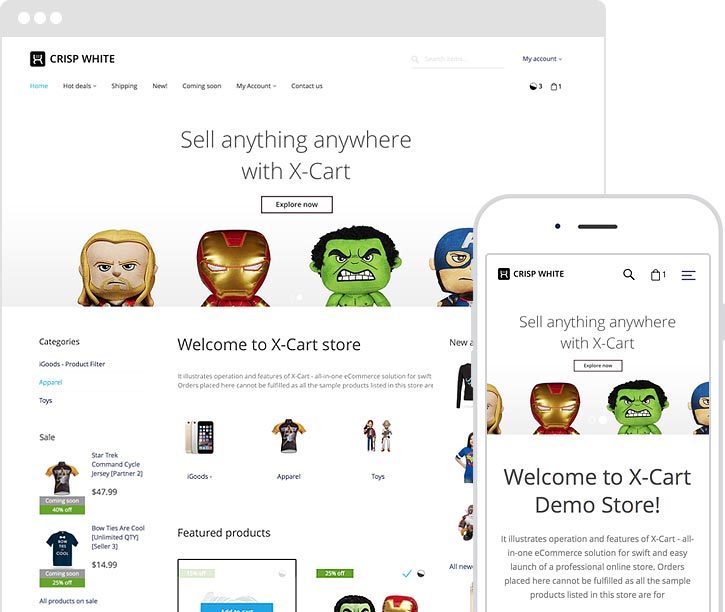 CRISP WHITE
Search items...
My account
Home
Hot deals
Shipping
New!
Coming soon
My Account
Contact us
3
1
Sell anything anywhere
with X-Cart
Explore now
Categories
iGoods - Product Filter
Apparel
Toys
Sale
Star Trek
Command Cycle
Jersey [Partner 2]
$47.99
Coming soon
40% off
Bow Ties Are Cool
[Unlimited QTY]
[Seller 3]
$14.99
BOW
TIES
COOL
Coming soon
25% off
All products on sale
Welcome to X-Cart store
It illustrates operation and features of X-Cart - all-in-one eCommerce solution for swift
Orders placed here cannot be fulfilled as all the sample products listed in this store are
iGoods -
Apparel
Toys
Featured products
15% off
Add to cart
25% off
New a
All newe
CRISP WHITE
1
Sell anything anywhere
with X-Cart
Explore now
Welcome to X-Cart
Demo Store!
It illustrates operation and features of X-Cart - all-
in-one eCommerce solution for swift and easy
launch of a professional online store. Orders
placed here cannot be fulfilled as all the sample
products listed in this store are for